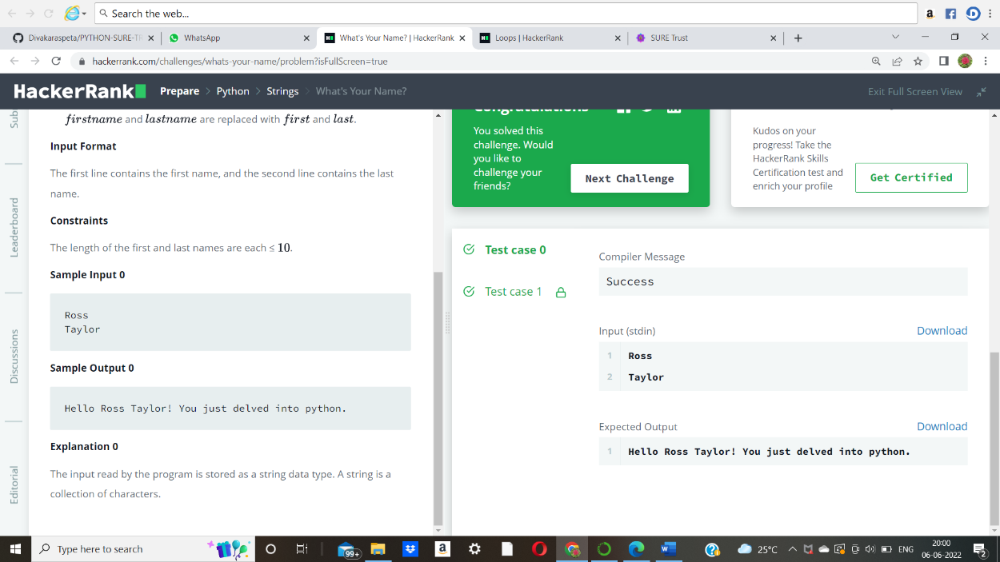 Search the web...
Divakaraspeta/PYTHON-SURE-TR
WhatsApp
What's Your Name? | HackerRank
Loops | HackerRank
SURE Trust
hackerrank.com/challenges/whats-your-name/problem?isFullScreen=true
HackerRank
Prepare > Python > Strings > What's Your Name?
Exit Full Screen View
Sub
Leaderboard
Discussions
Editorial
firstname and lastname are replaced with first and last.
Input Format
The first line contains the first name, and the second line contains the last
name.
Constraints
The length of the first and last names are each ≤ 10.
Sample Input 0
Ross
Taylor
Sample Output 0
Hello Ross Taylor! You just delved into python.
Explanation 0
The input read by the program is stored as a string data type. A string is a
collection of characters.
Congratulations
You solved this
challenge. Would
you like to
challenge your
friends?
Next Challenge
Kudos on your
progress! Take the
HackerRank Skills
Certification test and
enrich your profile
Get Certified
Test case 0
Test case 1
Compiler Message
Success
Input (stdin)
Download
1 Ross
2 Taylor
Expected Output
Download
1 Hello Ross Taylor! You just delved into python.
Type here to search
99+
25°C
ENG
20:00
06-06-2022
2